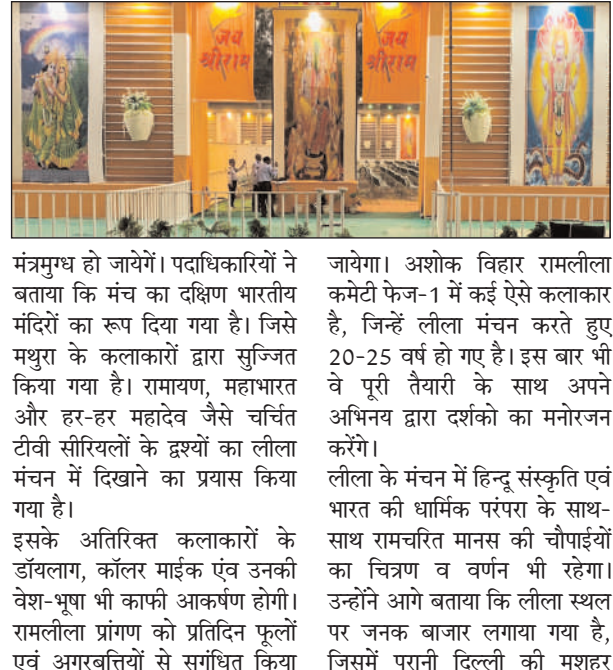 जय
श्रीराम
जय
श्रीराम
मंत्रमुग्ध हो जायेगें। पदाधिकारियों ने
बताया कि मंच का दक्षिण भारतीय
मंदिरों का रूप दिया गया है। जिसे
मथुरा के कलाकारों द्वारा सुज्जित
किया गया है। रामायण, महाभारत
और हर-हर महादेव जैसे चर्चित
टीवी सीरियलों के द्वश्यों का लीला
मंचन में दिखाने का प्रयास किया
गया है।
इसके अतिरिक्त कलाकारों के
डॉयलाग, कॉलर माईक एंव उनकी
वेश-भूषा भी काफी आकर्षण होगी।
रामलीला प्रांगण को प्रतिदिन फूलों
एवं अगरबत्तियों से सुगंधित किया
जायेगा। अशोक विहार रामलीला
कमेटी फेज-1 में कई ऐसे कलाकार
है, जिन्हें लीला मंचन करते हुए
20-25 वर्ष हो गए है। इस बार भी
वे पूरी तैयारी के साथ अपने
अभिनय द्वारा दर्शको का मनोरजन
करेंगे।
लीला के मंचन में हिन्दू संस्कृति एवं
भारत की धार्मिक परंपरा के साथ-
साथ रामचरित मानस की चौपाईयों
का चित्रण व वर्णन भी रहेगा।
उन्होंने आगे बताया कि लीला स्थल
पर जनक बाजार लगाया गया है,
जिसमें पुरानी दिल्ली की मशहूर